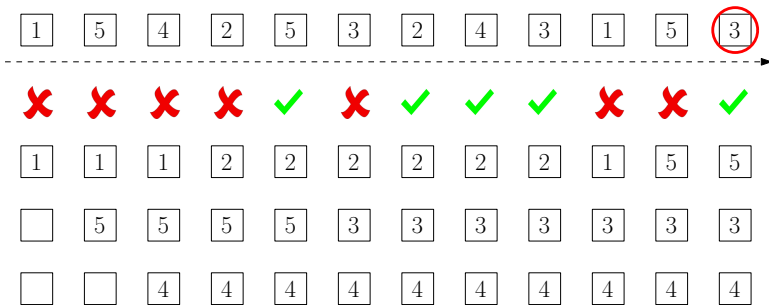 1 5 4 2 5 3 2 4 3 1 5 3
1 1 1 2 2 2 2 2 2 1 5 5
5 5 5 5 3 3 3 3 3 3 3
4 4 4 4 4 4 4 4 4 4